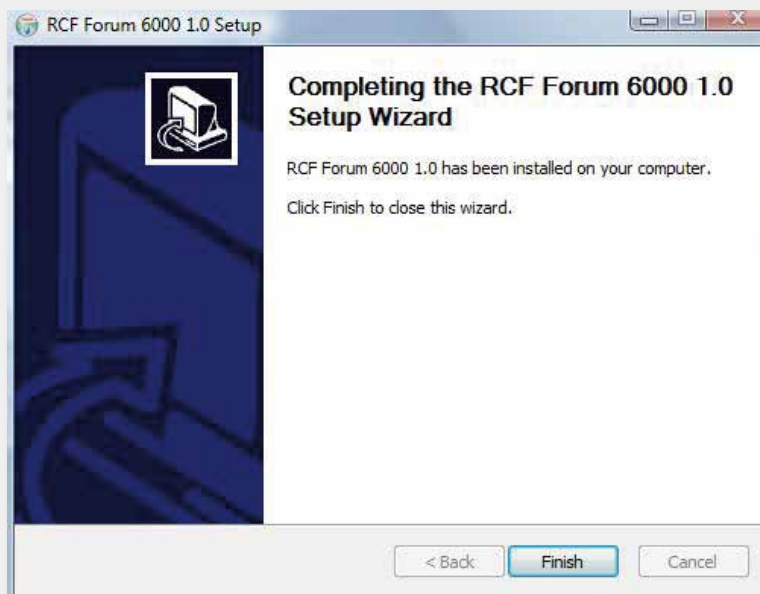 RCF Forum 6000 1.0 Setup
Completing the RCF Forum 6000 1.0
Setup Wizard
RCF Forum 6000 1.0 has been installed on your computer.
Click Finish to close this wizard.
< Back
Finish
Cancel